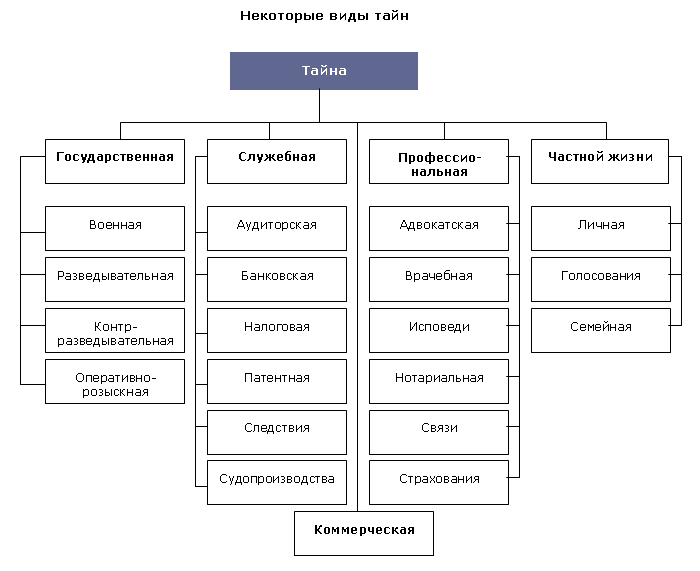 Некоторые виды тайн
Тайна
Государственная
Служебная
Профессио-
нальная
Частной жизни
Военная
Аудиторская
Адвокатская
Личная
Разведывательная
Банковская
Врачебная
Голосования
Контр-
разведывательная
Налоговая
Исповеди
Семейная
Оперативно-
розыскная
Патентная
Нотариальная
Следствия
Связи
Судопроизводства
Страхования
Коммерческая